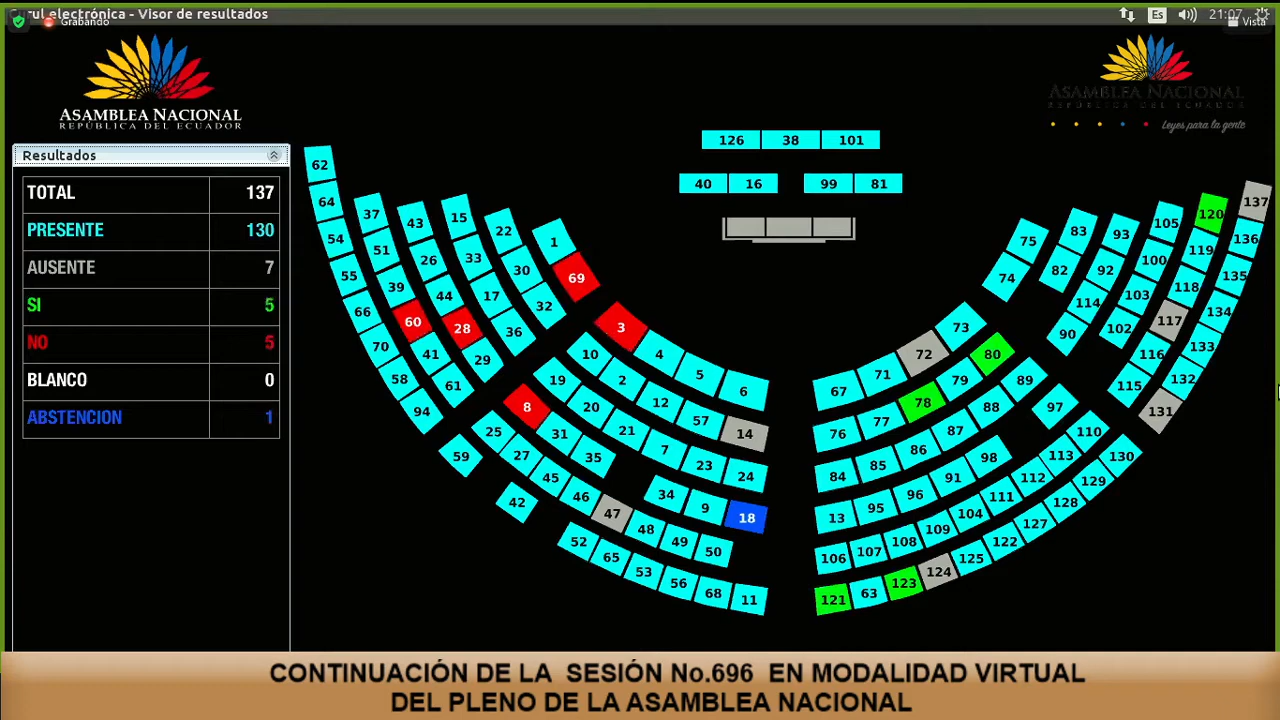 Curul electrónica - Visor de resultados
Grabando
Es
21:07
Vista
ASAMBLEA NACIONAL
REPÚBLICA DEL ECUADOR
ASAMBLEA NACIONAL
REPÚBLICA DEL ECUADOR
Leyes para la gente
Resultados
TOTAL 137
PRESENTE 130
AUSENTE 7
SI 5
NO 5
BLANCO 0
ABSTENCION 1
126 38 101
40 16 99 81
62 64 54 55 66 70 58 94 59 42
37 51 39 60 41 61
43 26 44 28 29
15 33 17 36
22 30 32
1 69
3 4 5 6
10 2 12 57 14
19 20 21 7 23 24
8 31 35 34 9 18
25 27 45 46 47 48 49 50
52 65 53 56 68 11
67 71 72 73 74 75
76 77 78 79 80
84 85 86 87 88 89
13 95 96 91 98 97
106 107 108 109 104 111 112 113 110
121 63 123 124 125 122 127 128 129 130
83 82
93 92 114 90
105 100 103 102
120 119 118 117 116 115
137 136 135 134 133 132 131
CONTINUACIÓN DE LA SESIÓN No.696 EN MODALIDAD VIRTUAL
DEL PLENO DE LA ASAMBLEA NACIONAL